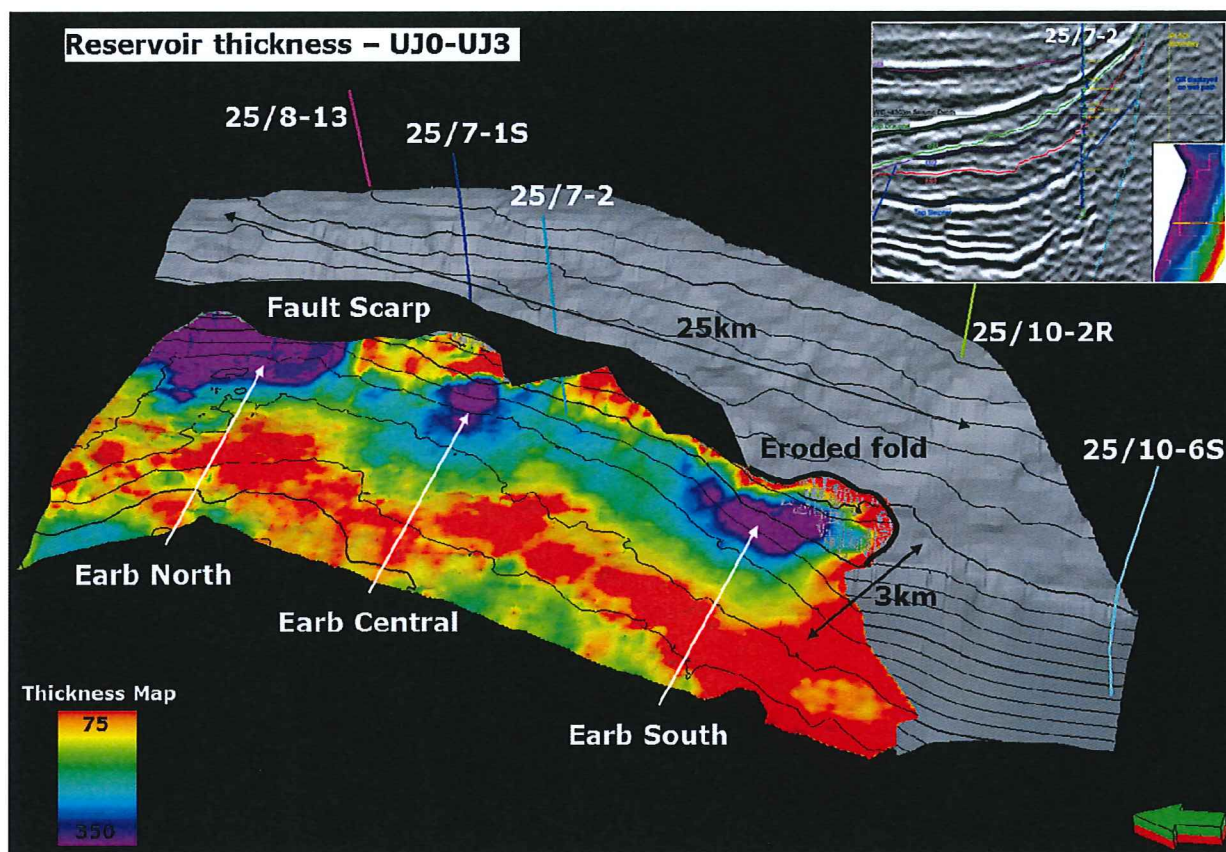 Reservoir thickness – UJ0-UJ3
25/7-2
25/8-13
25/7-1S
25/7-2
Fault Scarp
25km
25/10-2R
Eroded fold
25/10-6S
3km
Earb North
Earb Central
Earb South
Thickness Map
75
350